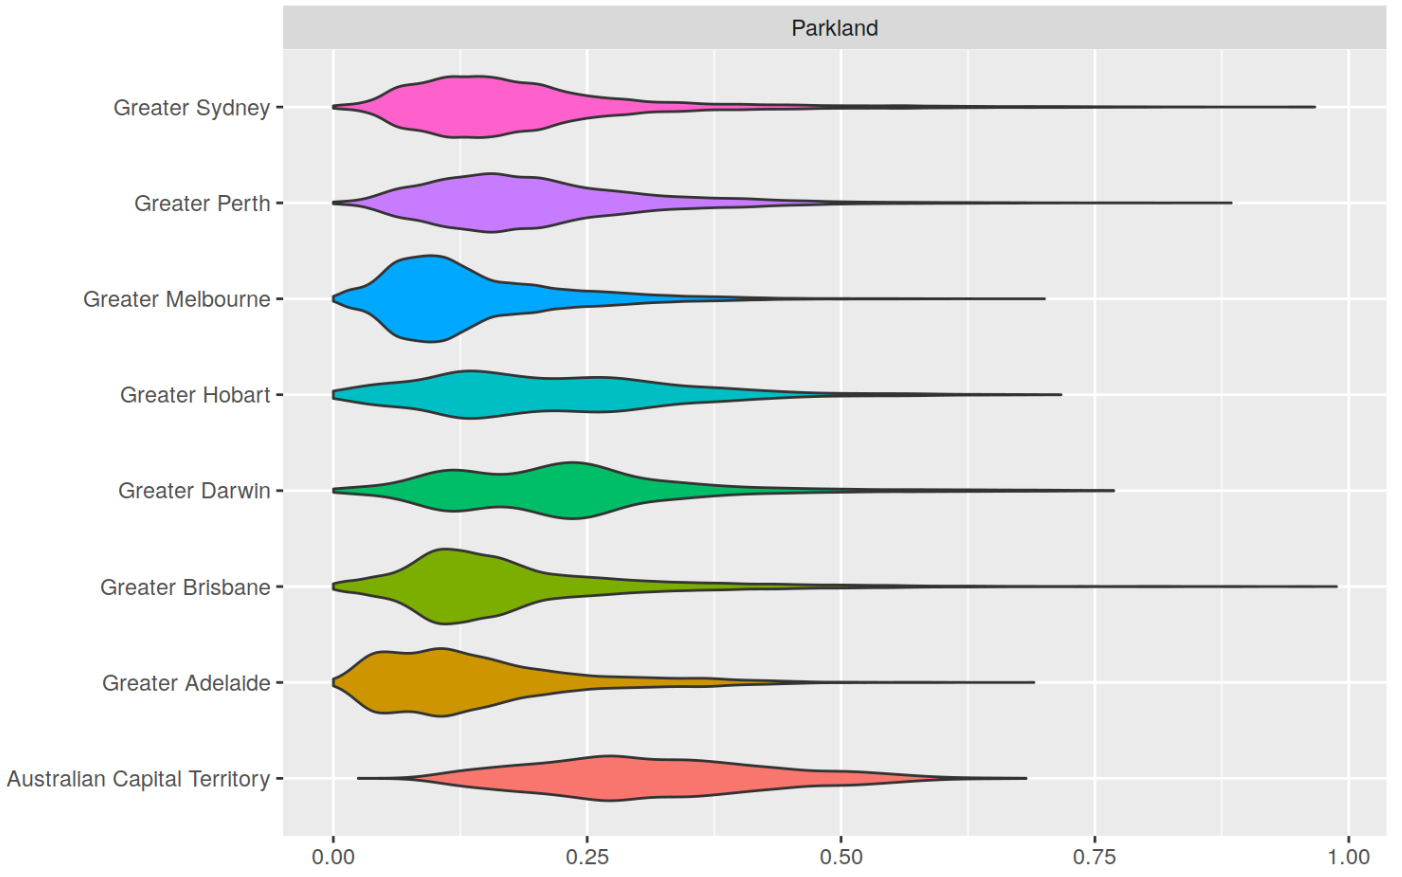 Parkland
Greater Sydney
Greater Perth
Greater Melbourne
Greater Hobart
Greater Darwin
Greater Brisbane
Greater Adelaide
Australian Capital Territory
0.00 0.25 0.50 0.75 1.00